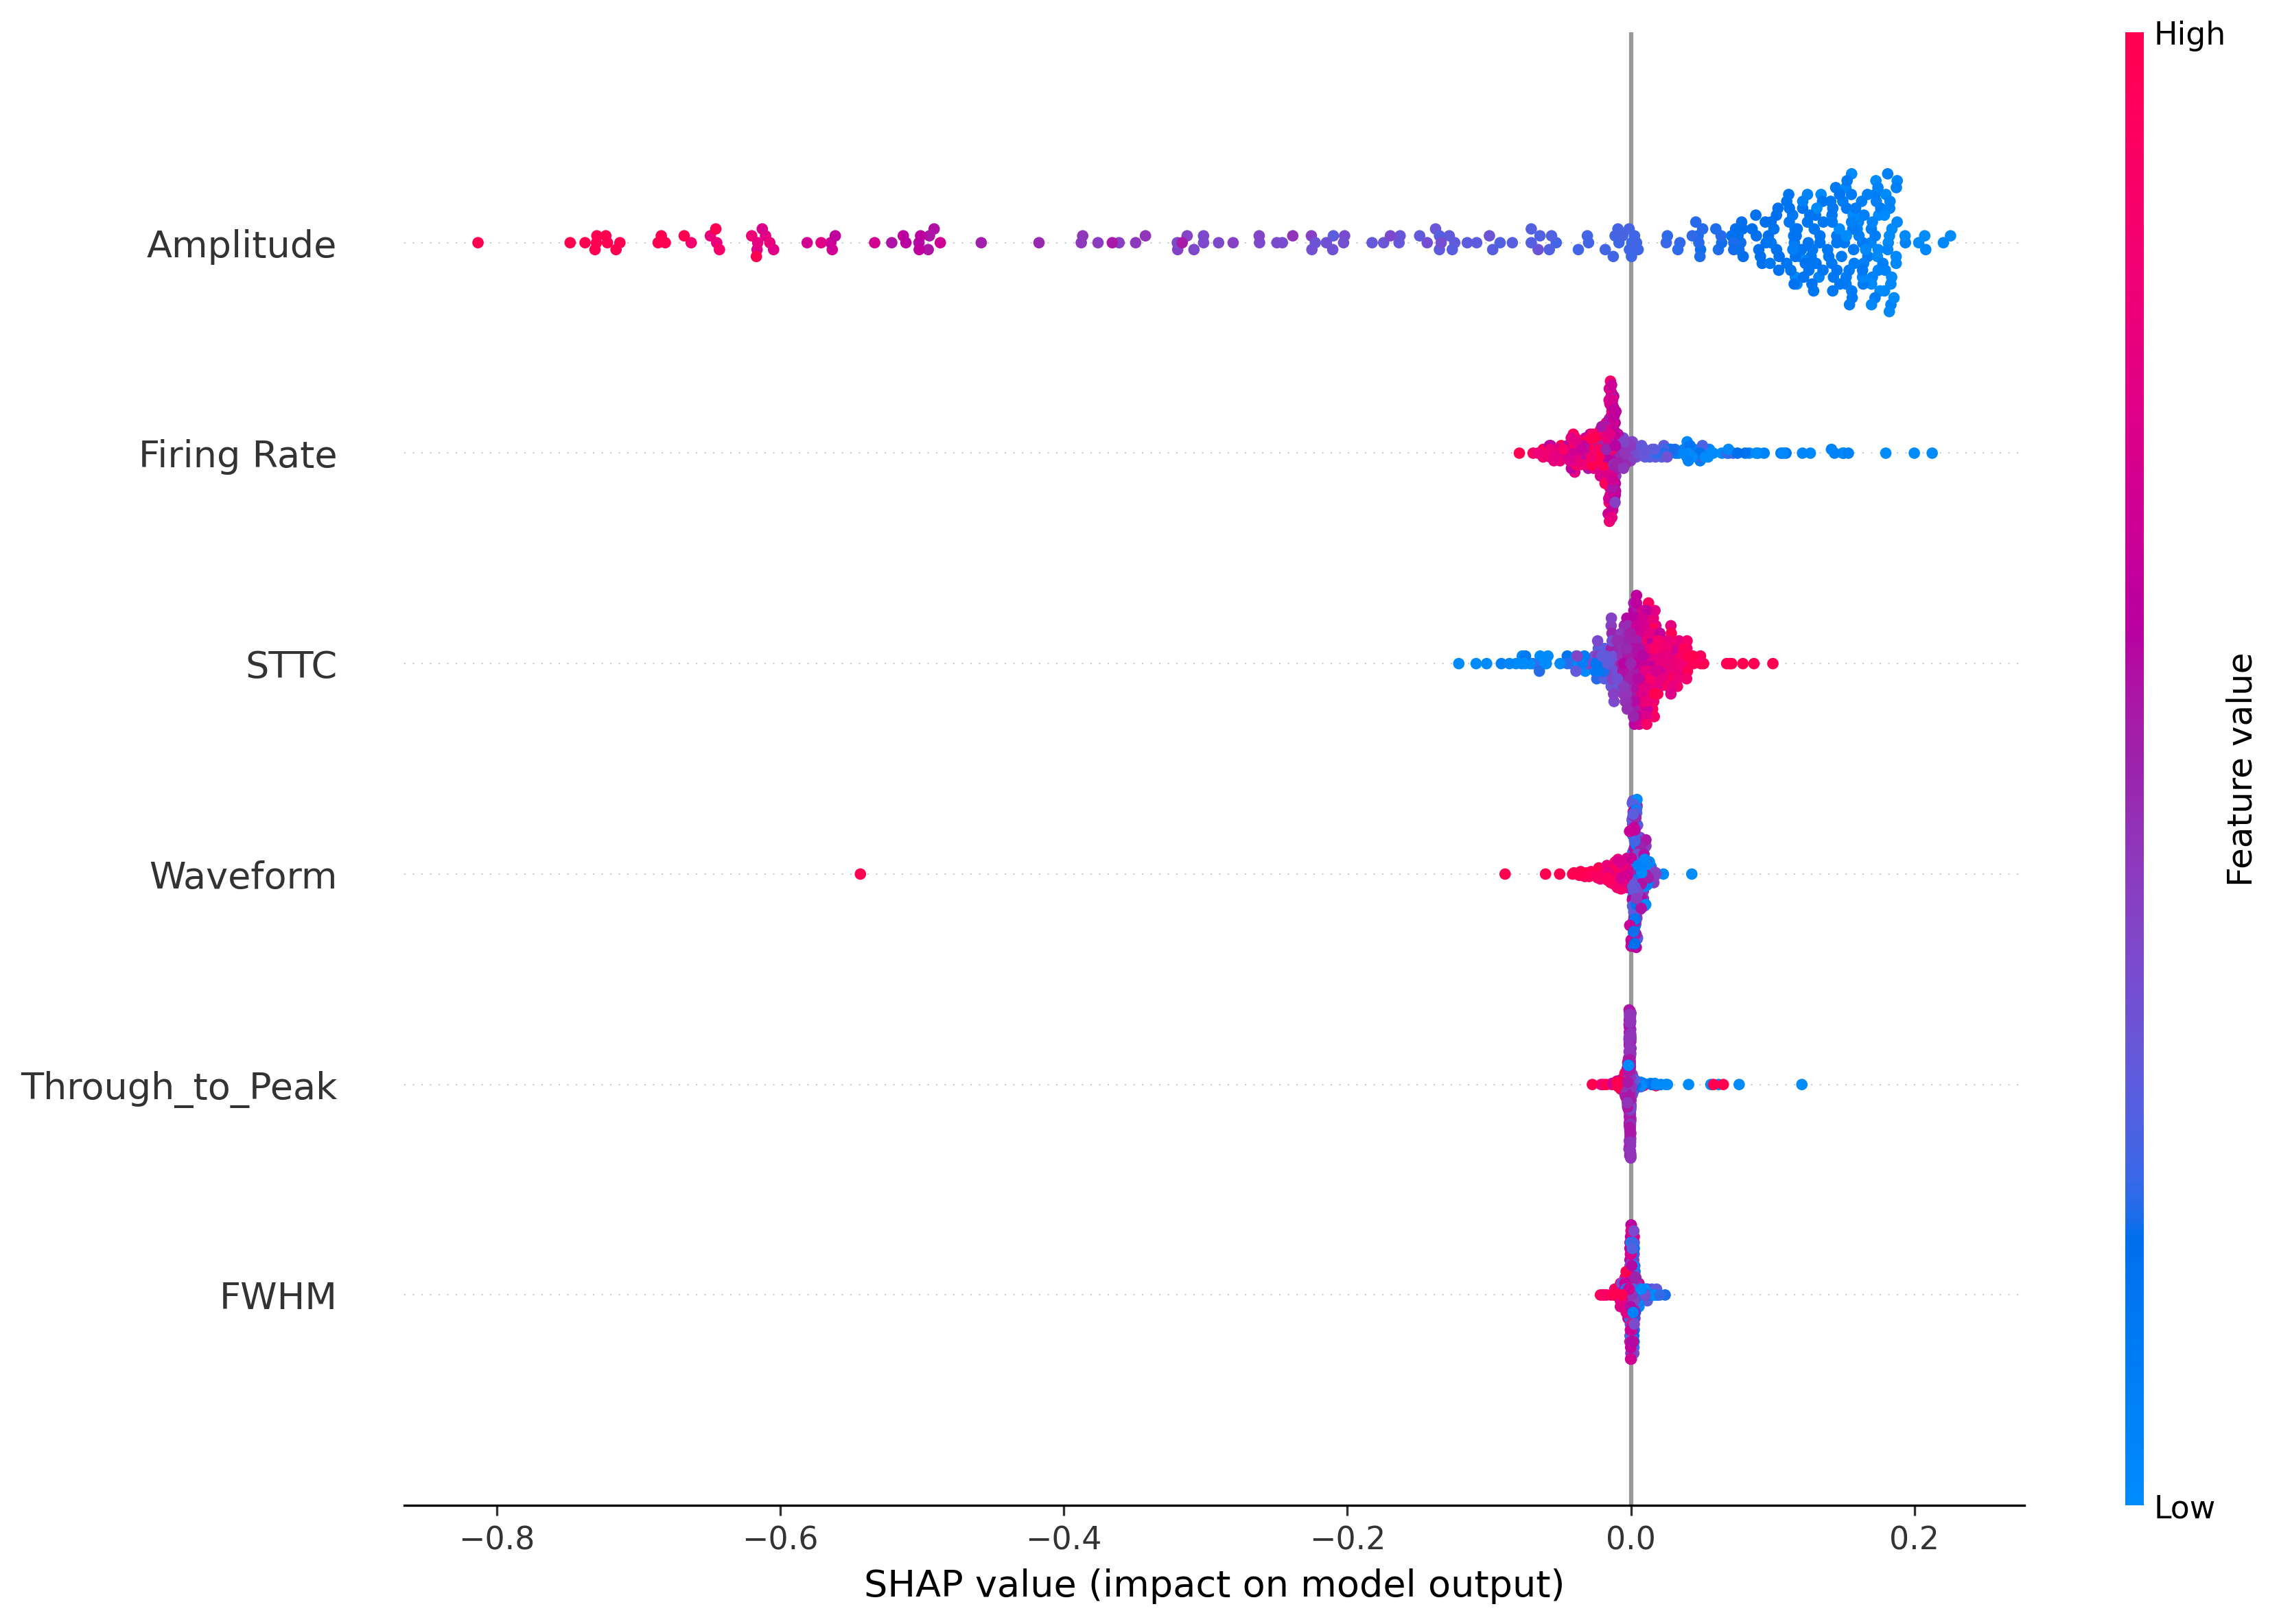 High
Amplitude
Firing Rate
STTC
Waveform
Through_to_Peak
FWHM
Feature value
Low
−0.8 −0.6 −0.4 −0.2 0.0 0.2
SHAP value (impact on model output)